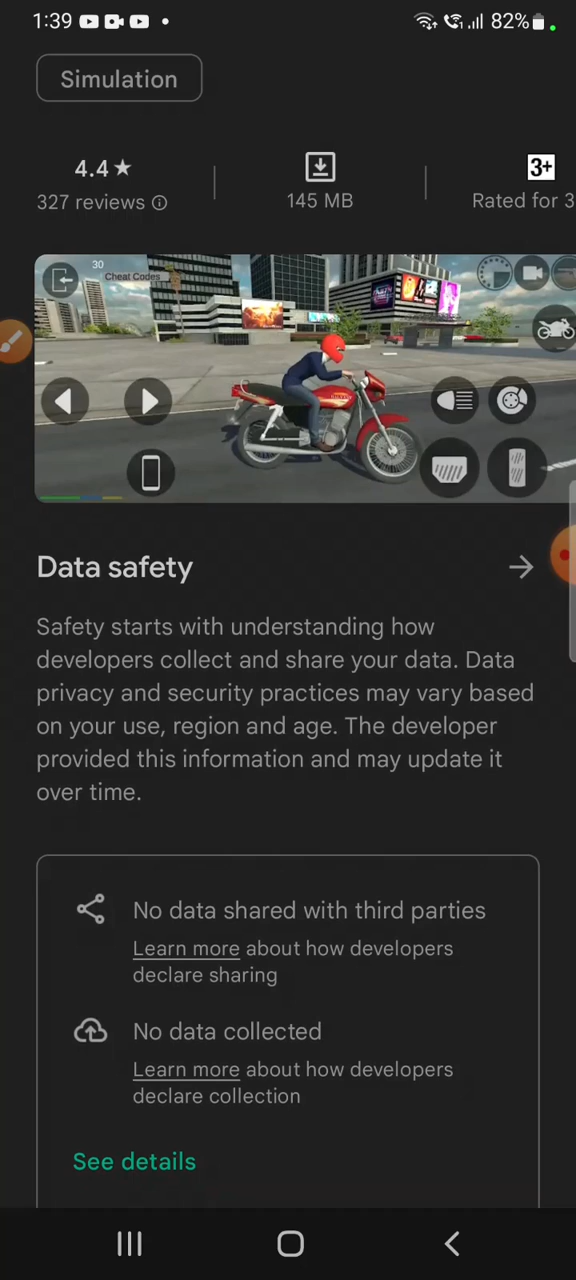 1:39
82%
Simulation
4.4★
327 reviews
145 MB
3+
Rated for 3
30
Cheat Codes
Data safety
Safety starts with understanding how
developers collect and share your data. Data
privacy and security practices may vary based
on your use, region and age. The developer
provided this information and may update it
over time.
No data shared with third parties
Learn more about how developers
declare sharing
No data collected
Learn more about how developers
declare collection
See details